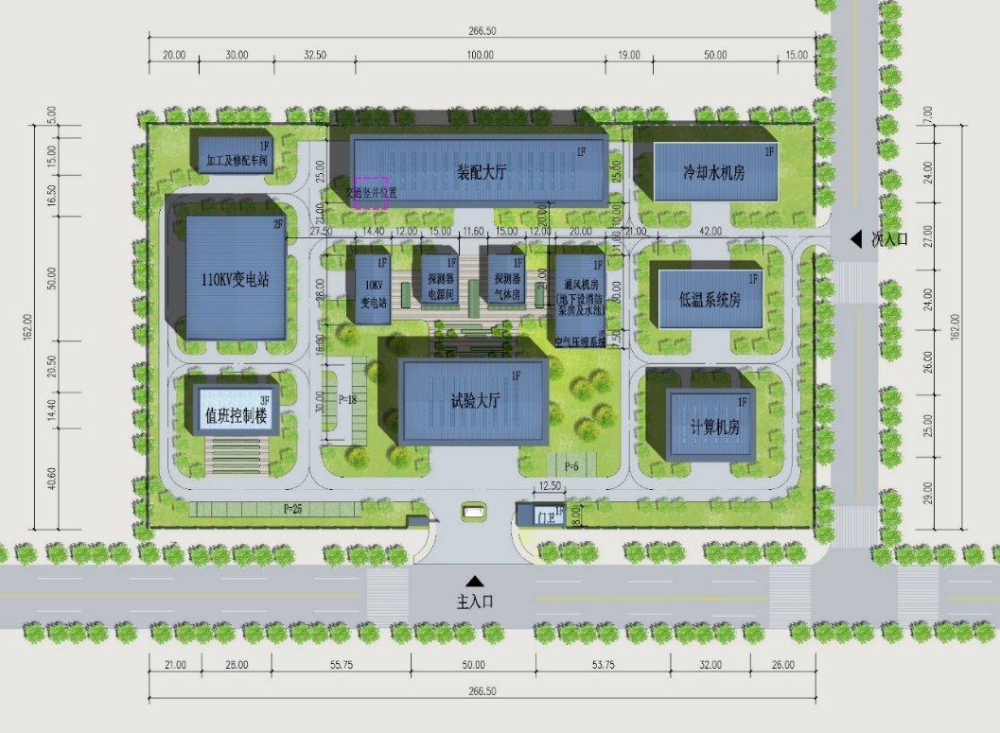 266.50
20.00 30.00 32.50 100.00 19.00 50.00 15.00
5.00
15.00
16.50
50.00
20.50
14.40
40.60
162.00
7.00
24.00
27.00
24.00
26.00
25.00
29.00
162.00
1F
加工及修配车间
1F
装配大厅
交通竖井位置
1F
冷却水机房
25.00
21.00
25.00
10.00
20.00
次入口
2F
110KV变电站
27.50 14.40 12.00 15.00 11.60 15.00 12.00 20.00 21.00 42.00
11.60
1F
10KV
变电站
1F
探测器
电源间
1F
探测器
气体房
1F
通风机房
(地下设消防
泵房及水池)
空气压缩系统
1F
低温系统房
28.00
21.00
30.00
7.50
18.00
3F
值班控制楼
P=18
30.00
1F
试验大厅
1F
计算机房
P=5
P=25
12.50
1F
门卫
8.00
主入口
21.00 28.00 55.75 50.00 53.75 32.00 26.00
266.50